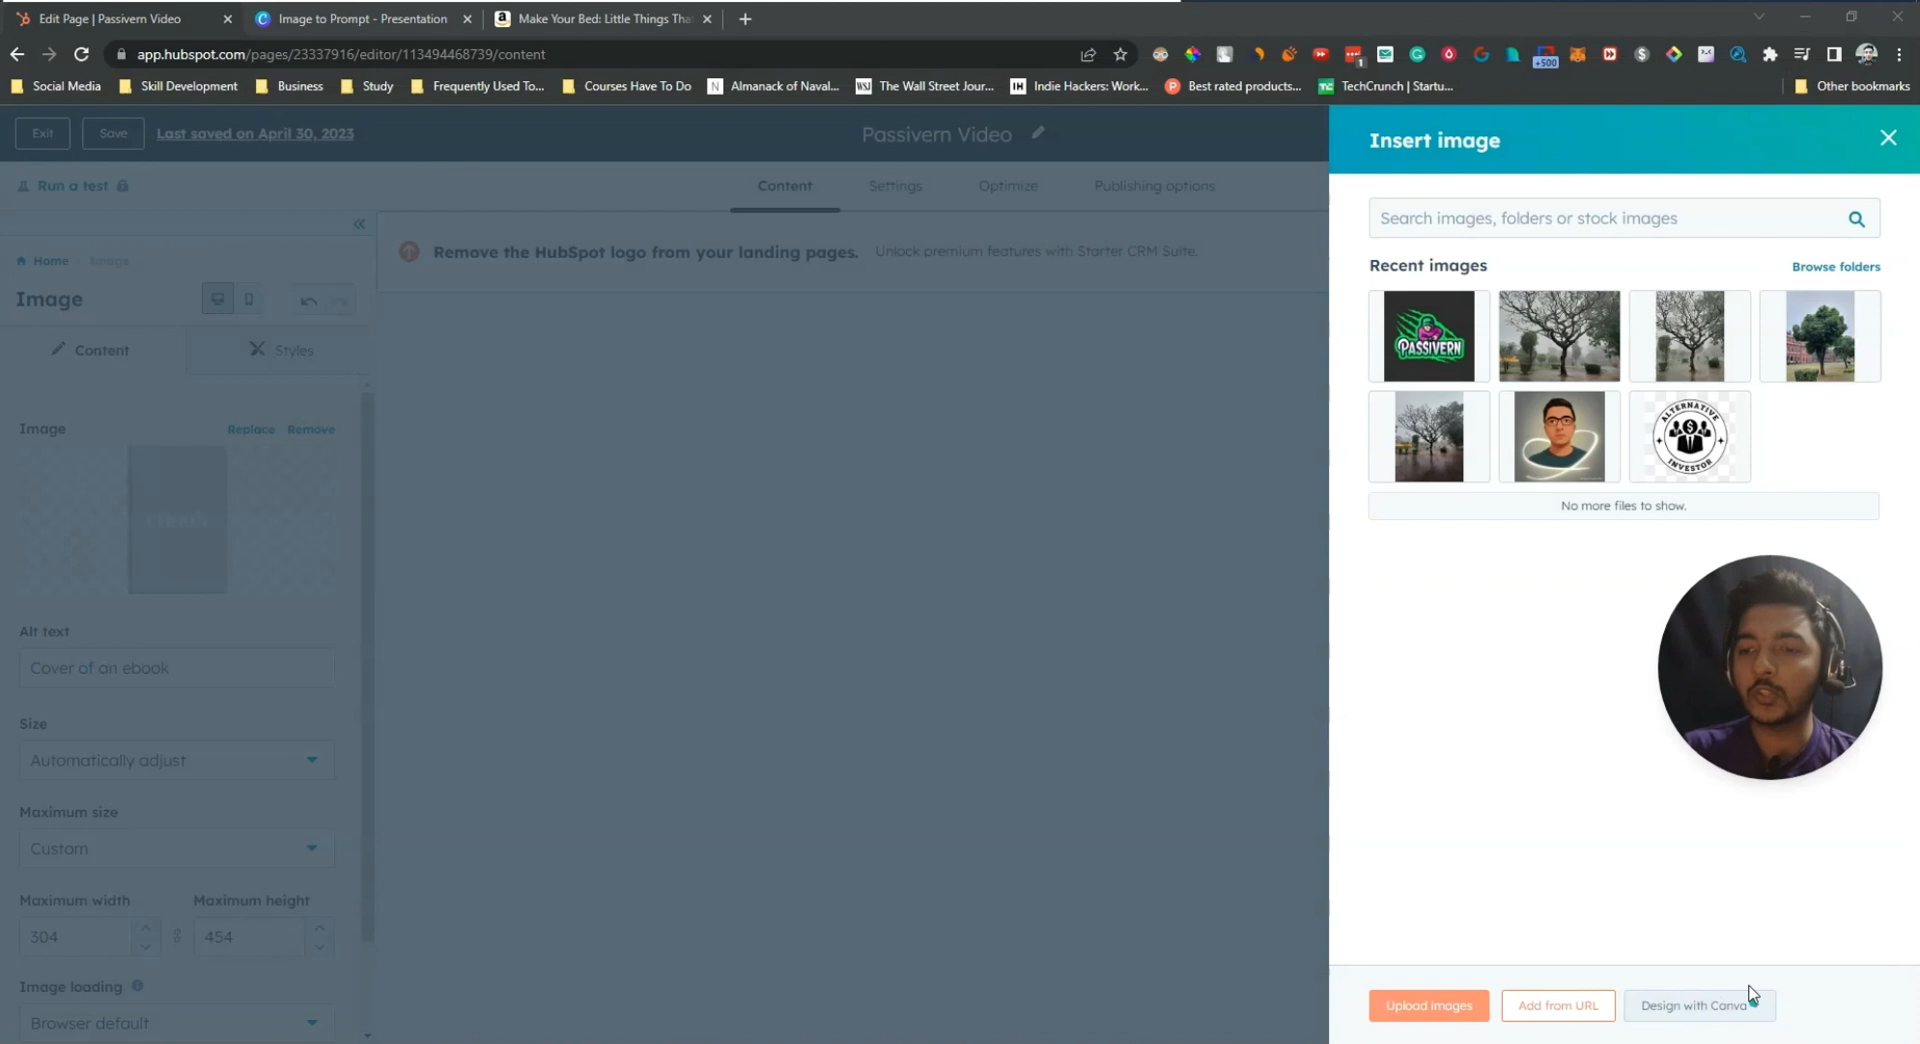 Edit Page | Passivern Video
Image to Prompt - Presentation
Make Your Bed: Little Things Tha
app.hubspot.com/pages/23337916/editor/113494468739/content
1
+500
Social Media
Skill Development
Business
Study
Frequently Used To...
Courses Have To Do
Almanack of Naval...
The Wall Street Jour...
Indie Hackers: Work...
Best rated products...
TechCrunch | Startu...
Other bookmarks
Exit
Save
Last saved on April 30, 2023
Passivern Video
Insert image
Run a test
Content
Settings
Optimize
Publishing options
Search images, folders or stock images
Remove the HubSpot logo from your landing pages.
Unlock premium features with Starter CRM Suite.
Home
Image
Recent images
Browse folders
Image
PASSIVERN
Content
Styles
Image
Replace
Remove
ALTERNATIVE
INVESTOR
No more files to show.
Alt text
Cover of an ebook
Size
Automatically adjust
Maximum size
Custom
Maximum width
Maximum height
304
454
Image loading
Browser default
Upload images
Add from URL
Design with Canva